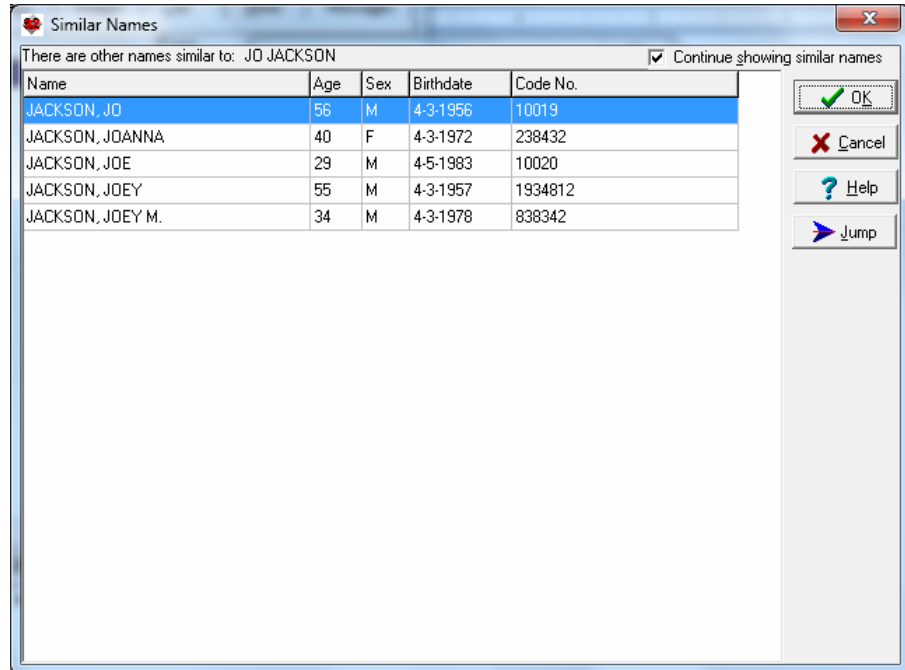 Similar Names
There are other names similar to: JO JACKSON
Continue showing similar names
Name Age Sex Birthdate Code No.
JACKSON, JO 56 M 4-3-1956 10019
JACKSON, JOANNA 40 F 4-3-1972 238432
JACKSON, JOE 29 M 4-5-1983 10020
JACKSON, JOEY 55 M 4-3-1957 1934812
JACKSON, JOEY M. 34 M 4-3-1978 838342
OK
Cancel
Help
Jump